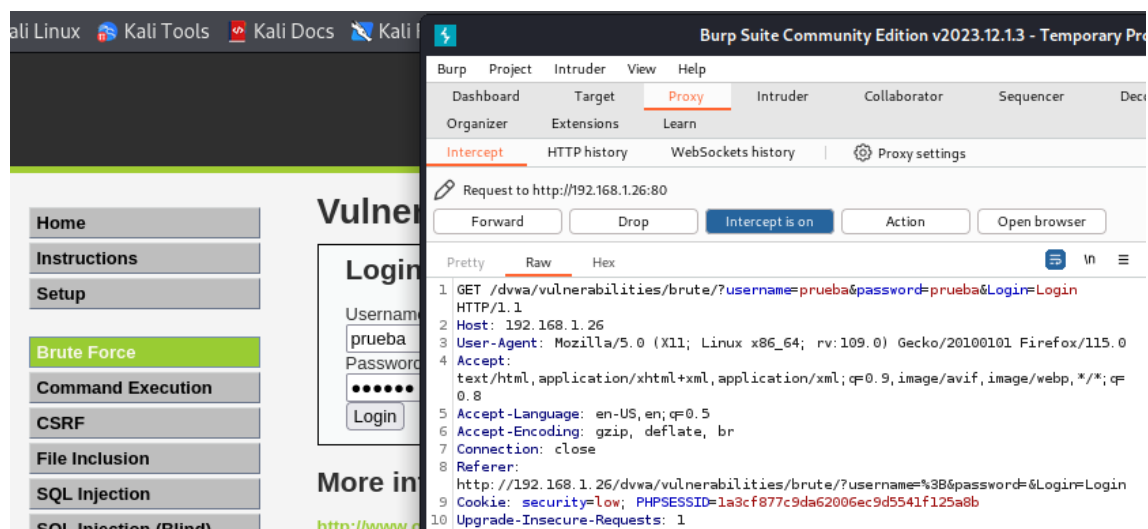 ali Linux Kali Tools Kali Docs Kali
Home
Instructions
Setup
Brute Force
Command Execution
CSRF
File Inclusion
SQL Injection
SQL Injection (Blind)
Vulner
Login
Usernam
prueba
Password
••••••
Login
More in
http://www.
Burp Suite Community Edition v2023.12.1.3 - Temporary Pro
Burp Project Intruder View Help
Dashboard Target Proxy Intruder Collaborator Sequencer Deco
Organizer Extensions Learn
Intercept HTTP history WebSockets history Proxy settings
Request to http://192.168.1.26:80
Forward Drop Intercept is on Action Open browser
Pretty Raw Hex \n
1 GET /dvwa/vulnerabilities/brute/?username=prueba&password=prueba&Login=Login
HTTP/1.1
2 Host: 192.168.1.26
3 User-Agent: Mozilla/5.0 (X11; Linux x86_64; rv:109.0) Gecko/20100101 Firefox/115.0
4 Accept:
text/html,application/xhtml+xml,application/xml;q=0.9,image/avif,image/webp,*/*;q=
0.8
5 Accept-Language: en-US,en;q=0.5
6 Accept-Encoding: gzip, deflate, br
7 Connection: close
8 Referer:
http://192.168.1.26/dvwa/vulnerabilities/brute/?username=%3B&password=&Login=Login
9 Cookie: security=low; PHPSESSID=1a3cf877c9da62006ec9d5541f125a8b
10 Upgrade-Insecure-Requests: 1